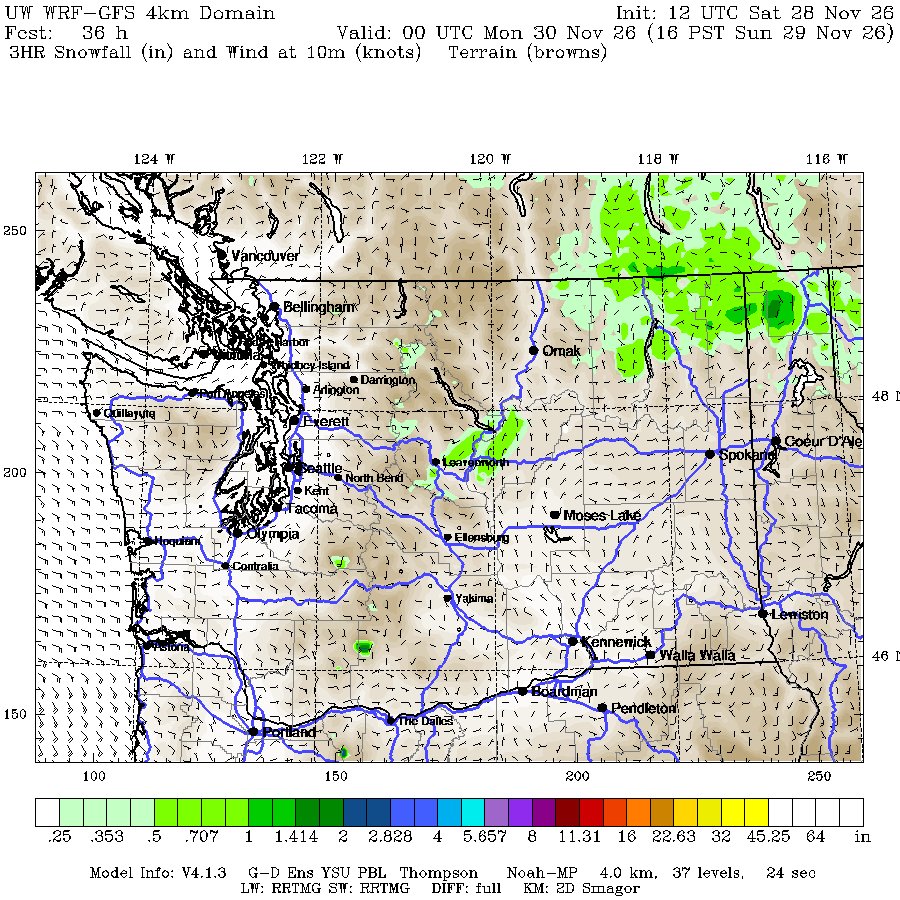 UW WRF-GFS 4km Domain Init: 12 UTC Sat 28 Nov 26
Fcst: 36 h Valid: 00 UTC Mon 30 Nov 26 (16 PST Sun 29 Nov 26)
3HR Snowfall (in) and Wind at 10m (knots) Terrain (browns)
124 W 122 W 120 W 118 W 116 W
250
Vancouver
Bellingham
Omak
Whidbey Island
Darrington
Arlington
Port Angeles
48 N
Quillayute
Everett
Coeur D'Ale
Spokane
Leavenworth
200
Seattle
North Bend
Kent
Tacoma
Moses Lake
Olympia
Ellensburg
Hoquiam
Centralia
Yakima
Lewiston
Kennewick
Astoria
Walla Walla
46 N
Boardman
Pendleton
150
The Dalles
Portland
100 150 200 250
.25 .353 .5 .707 1 1.414 2 2.828 4 5.657 8 11.31 16 22.63 32 45.25 64 in
Model Info: V4.1.3 G-D Ens YSU PBL Thompson Noah-MP 4.0 km, 37 levels, 24 sec
LW: RRTMG SW: RRTMG DIFF: full KM: 2D Smagor